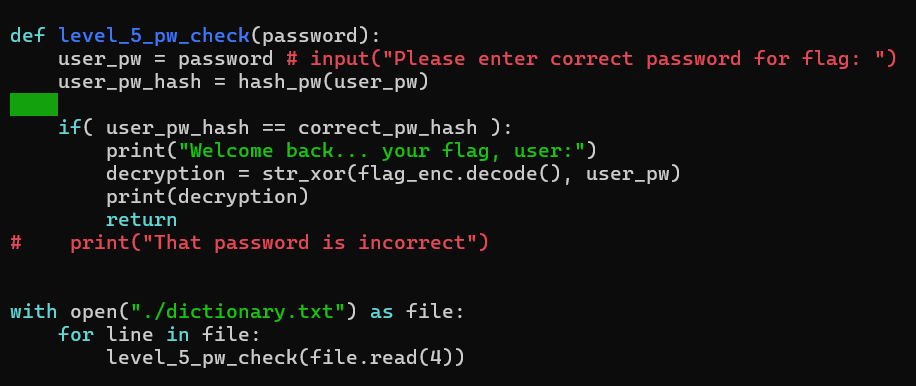 def level_5_pw_check(password):
    user_pw = password # input("Please enter correct password for flag: ")
    user_pw_hash = hash_pw(user_pw)
    if( user_pw_hash == correct_pw_hash ):
        print("Welcome back... your flag, user:")
        decryption = str_xor(flag_enc.decode(), user_pw)
        print(decryption)
        return
#    print("That password is incorrect")
with open("./dictionary.txt") as file:
    for line in file:
        level_5_pw_check(file.read(4))